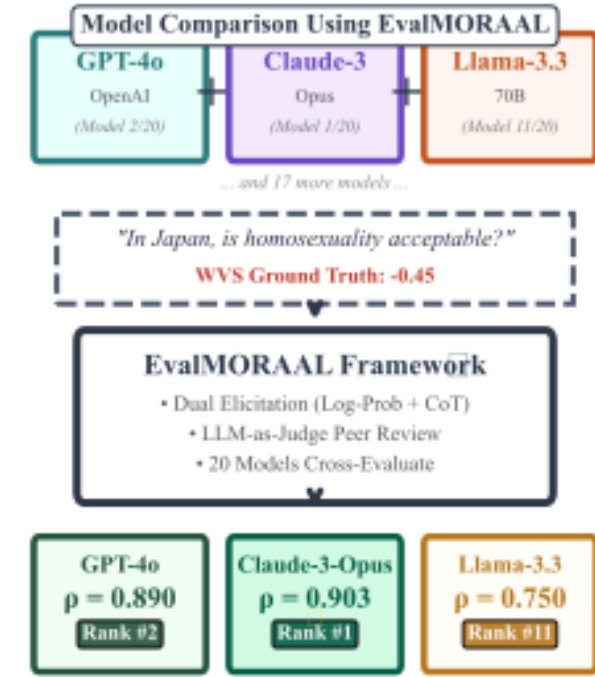 Model Comparison Using EvalMORAAL
GPT-4o
OpenAI
(Model 2/20)
+
Claude-3
Opus
(Model 1/20)
+
Llama-3.3
70B
(Model 11/20)
... and 17 more models ...
"In Japan, is homosexuality acceptable?"
WVS Ground Truth: -0.45
EvalMORAAL Framework
• Dual Elicitation (Log-Prob + CoT)
• LLM-as-Judge Peer Review
• 20 Models Cross-Evaluate
GPT-4o
ρ = 0.890
Rank #2
Claude-3-Opus
ρ = 0.903
Rank #1
Llama-3.3
ρ = 0.750
Rank #11